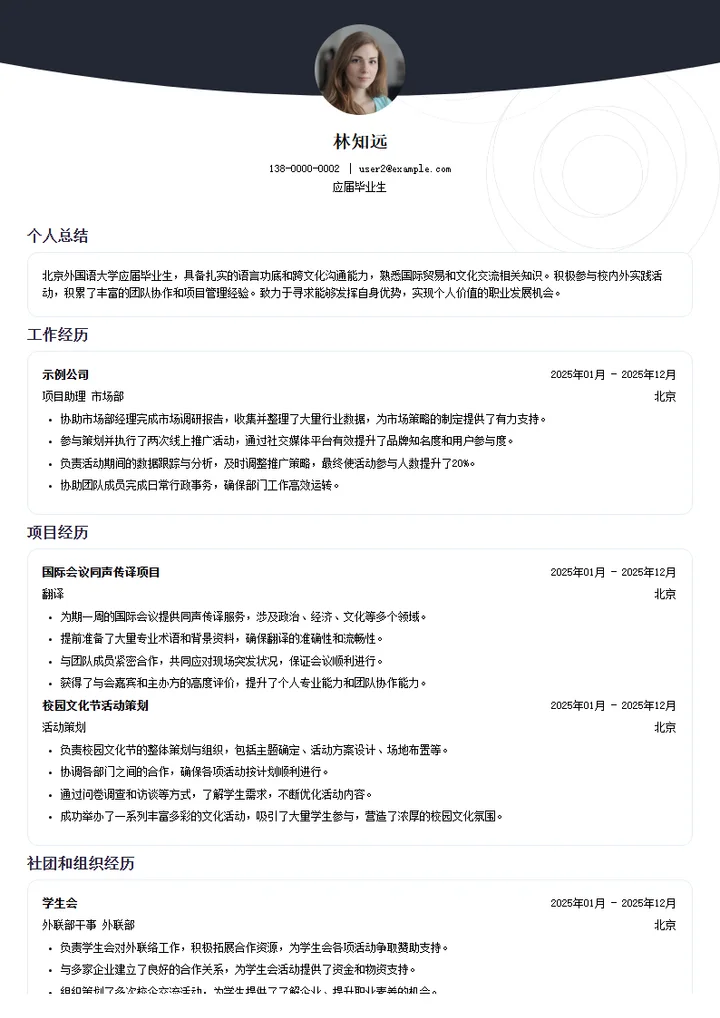 林知远
138-0000-0002 | user2@example.com
应届毕业生
个人总结
北京外国语大学应届毕业生，具备扎实的语言功底和跨文化沟通能力，熟悉国际贸易和文化交流相关知识。积极参与校内外实践活
动，积累了丰富的团队协作和项目管理经验。致力于寻求能够发挥自身优势，实现个人价值的职业发展机会。
工作经历
示例公司 2025年01月 - 2025年12月
项目助理 市场部 北京
• 协助市场部经理完成市场调研报告，收集并整理了大量行业数据，为市场策略的制定提供了有力支持。
• 参与策划并执行了两次线上推广活动，通过社交媒体平台有效提升了品牌知名度和用户参与度。
• 负责活动期间的数据跟踪与分析，及时调整推广策略，最终使活动参与人数提升了20%。
• 协助团队成员完成日常行政事务，确保部门工作高效运转。
项目经历
国际会议同声传译项目 2025年01月 - 2025年12月
翻译 北京
• 为期一周的国际会议提供同声传译服务，涉及政治、经济、文化等多个领域。
• 提前准备了大量专业术语和背景资料，确保翻译的准确性和流畅性。
• 与团队成员紧密合作，共同应对现场突发状况，保证会议顺利进行。
• 获得了与会嘉宾和主办方的高度评价，提升了个人专业能力和团队协作能力。
校园文化节活动策划 2025年01月 - 2025年12月
活动策划 北京
• 负责校园文化节的整体策划与组织，包括主题确定、活动方案设计、场地布置等。
• 协调各部门之间的合作，确保各项活动按计划顺利进行。
• 通过问卷调查和访谈等方式，了解学生需求，不断优化活动内容。
• 成功举办了一系列丰富多彩的文化活动，吸引了大量学生参与，营造了浓厚的校园文化氛围。
社团和组织经历
学生会 2025年01月 - 2025年12月
外联部干事 外联部 北京
• 负责学生会对外联络工作，积极拓展合作资源，为学生会各项活动争取赞助支持。
• 与多家企业建立了良好的合作关系，为学生会活动提供了资金和物资支持。
• 组织策划了多次校企交流活动，为学生提供了了解企业、提升职业素养的机会。